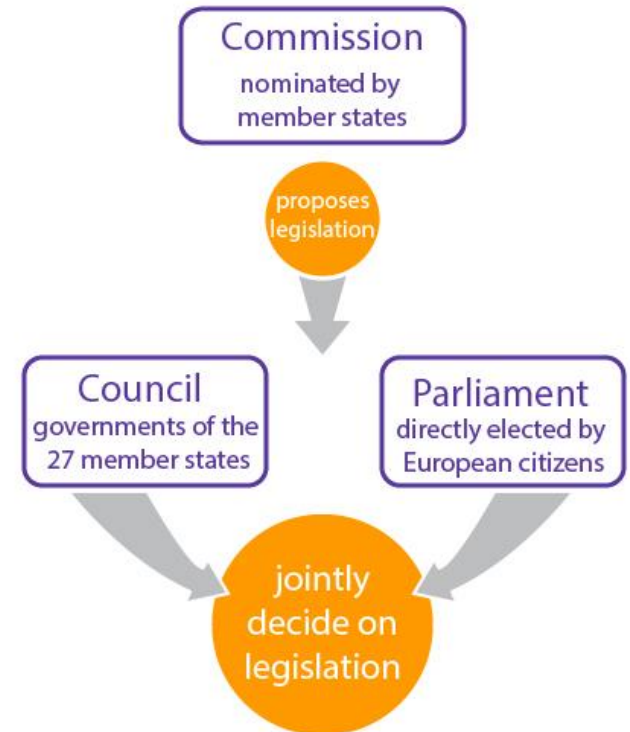 Commission
nominated by
member states
proposes
legislation
Council
governments of the
27 member states
Parliament
directly elected by
European citizens
jointly
decide on
legislation